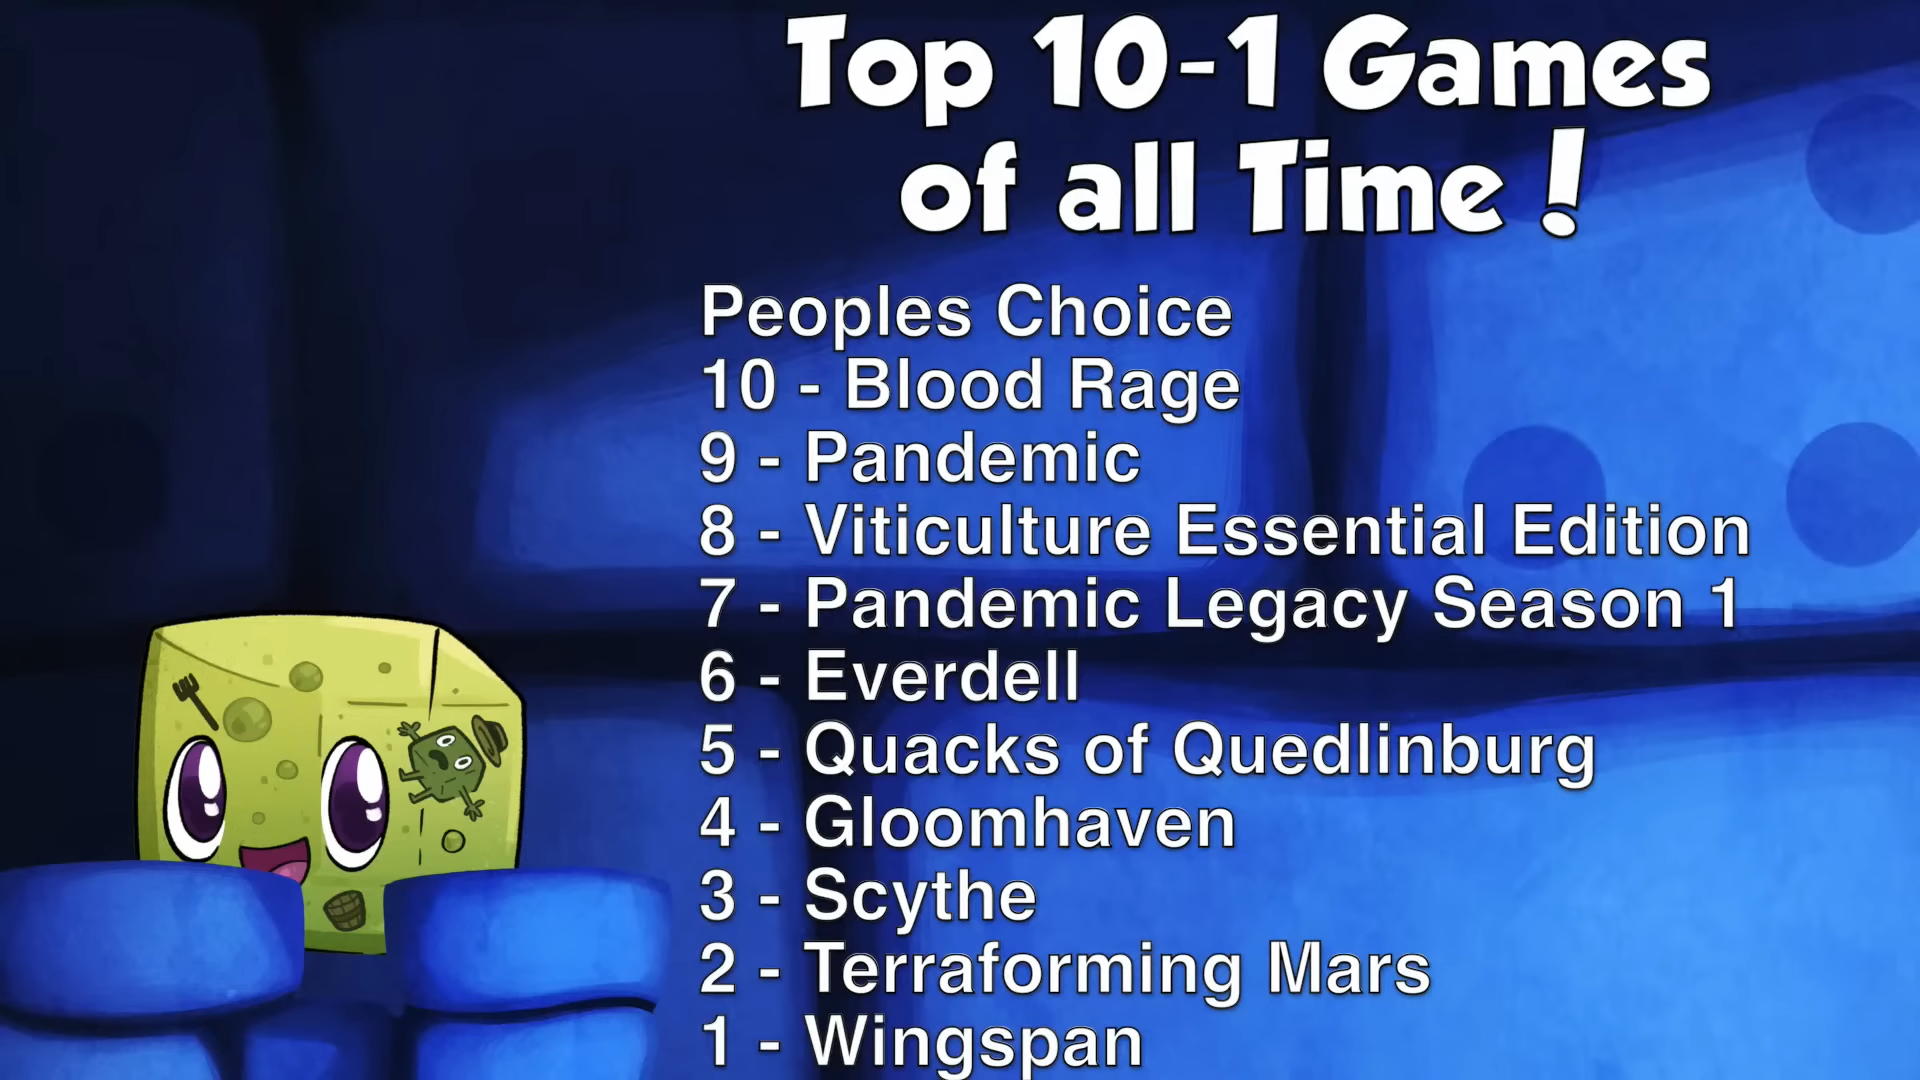 Top 10-1 Games
of all Time!
Peoples Choice
10 - Blood Rage
9 - Pandemic
8 - Viticulture Essential Edition
7 - Pandemic Legacy Season 1
6 - Everdell
5 - Quacks of Quedlinburg
4 - Gloomhaven
3 - Scythe
2 - Terraforming Mars
1 - Wingspan